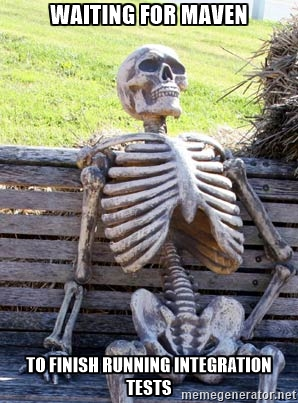 WAITING FOR MAVEN
TO FINISH RUNNING INTEGRATION
TESTS
memegenerator.net